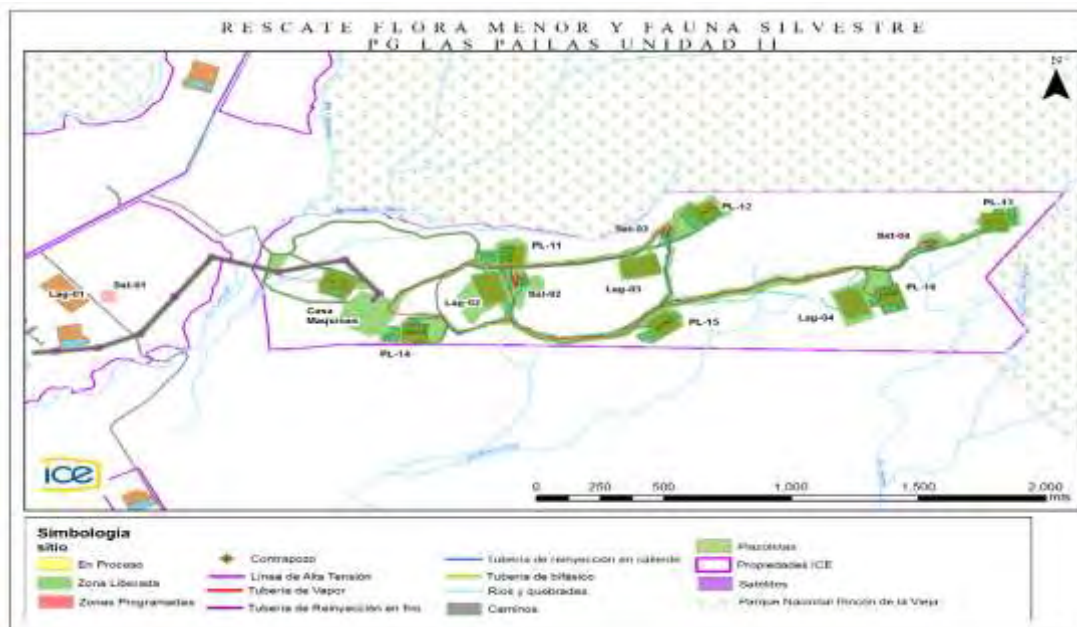 RESCATE FLORA MENOR Y FAUNA SILVESTRE
PG LAS PAILAS UNIDAD II
N
PL-12
PL-13
Sat-03
Sat-04
PL-11
Lag-01
Sat-01
Lag-03
PL-16
Lag-02
Sat-02
Casa
Maquinas
Lag-04
PL-15
PL-14
ice
0 250 500 1,000 1,500 2,000
mts
Simbología
sitio
En Proceso
Zona Liberada
Zonas Programadas
Contrapozo
Línea de Alta Tensión
Tubería de Vapor
Tubería de Reinyección en frio
Tubería de reinyección en caliente
Tubería de bifásico
Ríos y quebradas
Caminos
Plazoletas
Propiedades ICE
Satélites
Parque Nacional Rincón de la Vieja